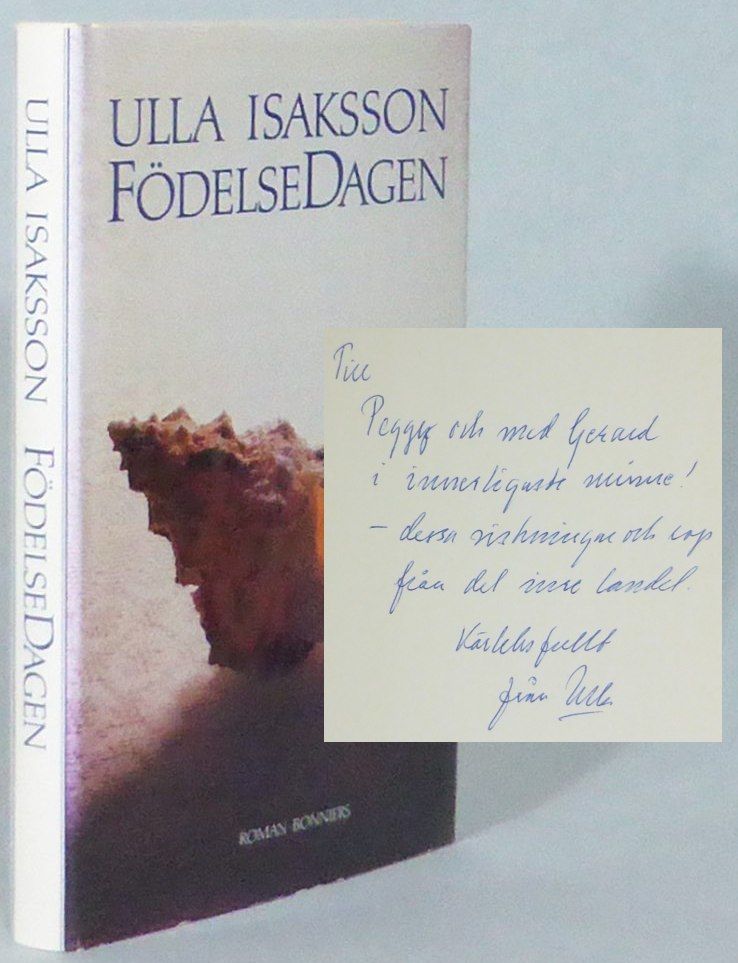 ULLA ISAKSSON FÖDELSEDAGEN
ULLA ISAKSSON
FÖDELSEDAGEN
ROMAN BONNIERS
Till
Peggy och med Gerard
i innerligaste minne!
– dessa viskningar och rop
från det inre landet.
Kärleksfullt
från Ulla